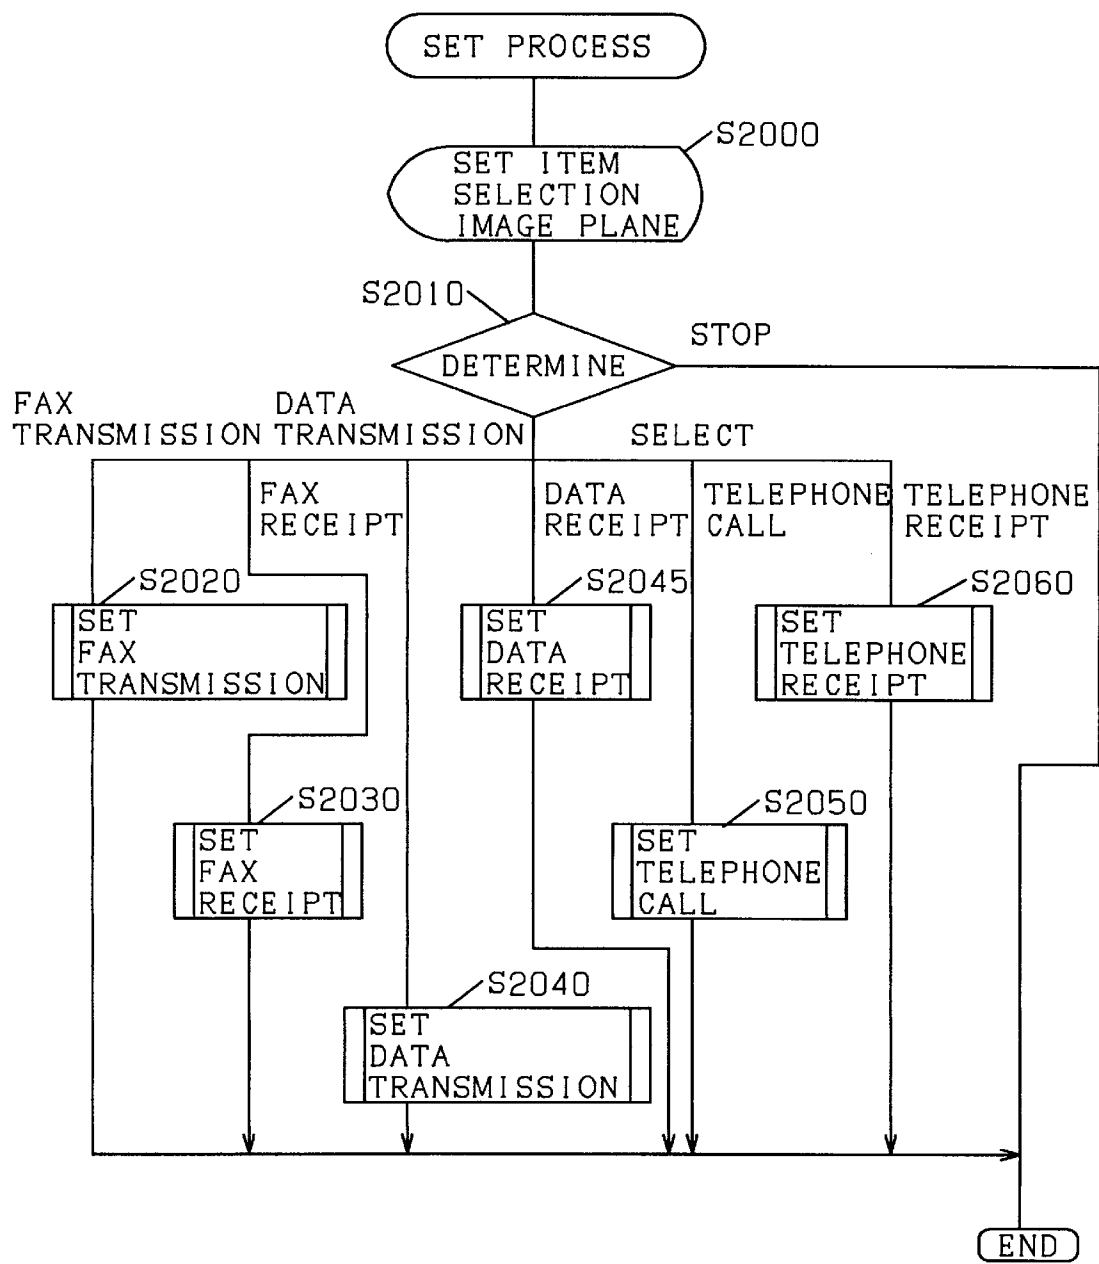 SET PROCESS
S2000
SET ITEM
SELECTION
IMAGE PLANE
S2010
STOP
DETERMINE
FAX
TRANSMISSION
DATA
TRANSMISSION
SELECT
FAX
RECEIPT
DATA
RECEIPT
TELEPHONE
CALL
TELEPHONE
RECEIPT
S2020
SET
FAX
TRANSMISSION
S2045
SET
DATA
RECEIPT
S2060
SET
TELEPHONE
RECEIPT
S2030
SET
FAX
RECEIPT
S2050
SET
TELEPHONE
CALL
S2040
SET
DATA
TRANSMISSION
END